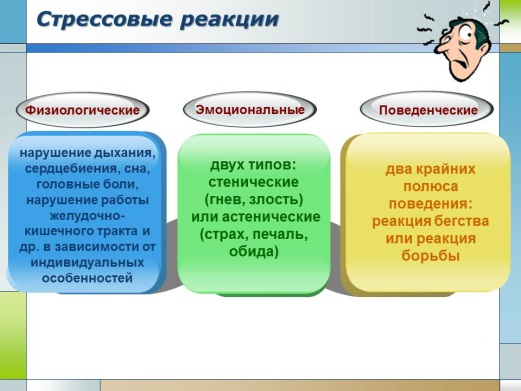 Стрессовые реакции
Физиологические
нарушение дыхания,
сердцебиения, сна,
головные боли,
нарушение работы
желудочно-
кишечного тракта и
др. в зависимости от
индивидуальных
особенностей
Эмоциональные
двух типов:
стенические
(гнев, злость)
или астенические
(страх, печаль,
обида)
Поведенческие
два крайних
полюса
поведения:
реакция бегства
или реакция
борьбы